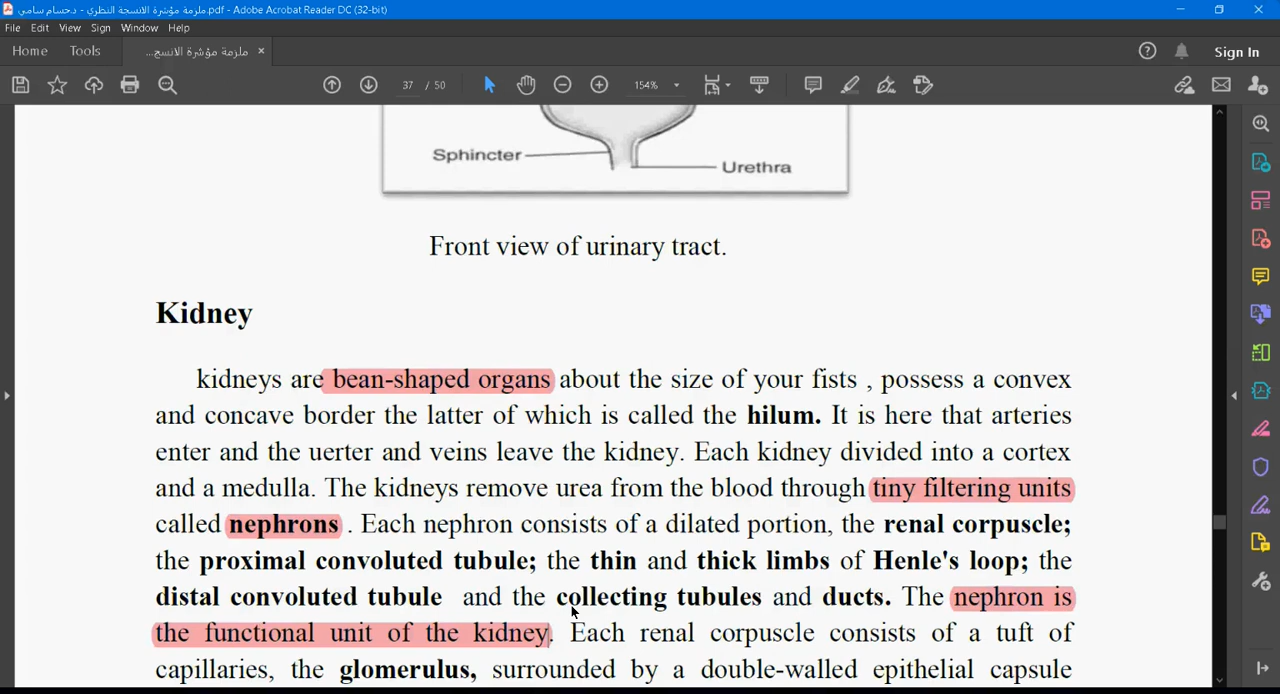 ملزمة مؤشرة الانسجة النظري - د.حسام سامي.pdf - Adobe Acrobat Reader DC (32-bit)
File Edit View Sign Window Help
Home Tools ملزمة مؤشرة الانسج... × Sign In
37 / 50 154%
Sphincter
Urethra
Front view of urinary tract.
Kidney
kidneys are bean-shaped organs about the size of your fists , possess a convex
and concave border the latter of which is called the hilum. It is here that arteries
enter and the uerter and veins leave the kidney. Each kidney divided into a cortex
and a medulla. The kidneys remove urea from the blood through tiny filtering units
called nephrons . Each nephron consists of a dilated portion, the renal corpuscle;
the proximal convoluted tubule; the thin and thick limbs of Henle's loop; the
distal convoluted tubule and the collecting tubules and ducts. The nephron is
the functional unit of the kidney. Each renal corpuscle consists of a tuft of
capillaries, the glomerulus, surrounded by a double-walled epithelial capsule